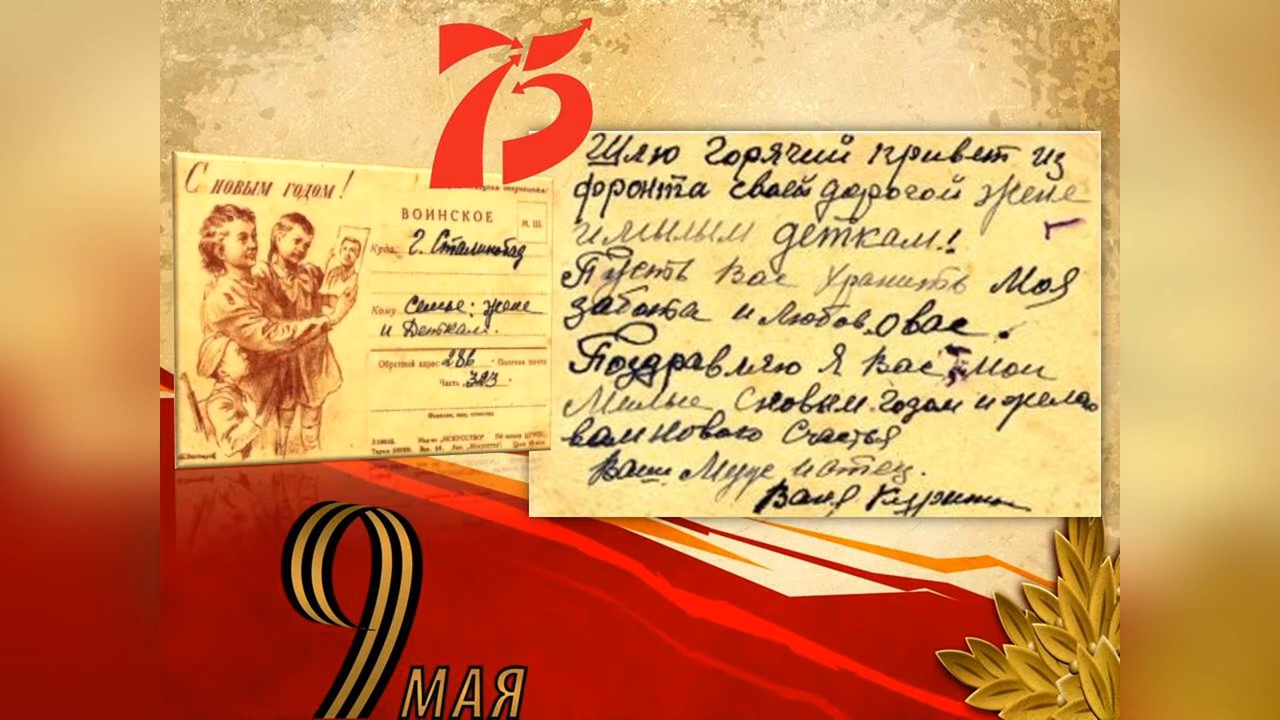 75
С НОВЫМ ГОДОМ!
ВОИНСКОЕ
М. Ш.
Куда г. Сталинобад
Кому Семье: жене
и Деткам.
Обратный адрес 286 Полевая почта
Часть 323.
Шлю горячий привет из
фронта своей дорогой жене
и милым деткам!
Пусть Вас Хранить Моя
забота и любов о вас.
Поздравляю Я Вас Мои
Милые С новым годом и желаю
вам нового счастья
Ваш Муж и отец.
Ваня
9 МАЯ